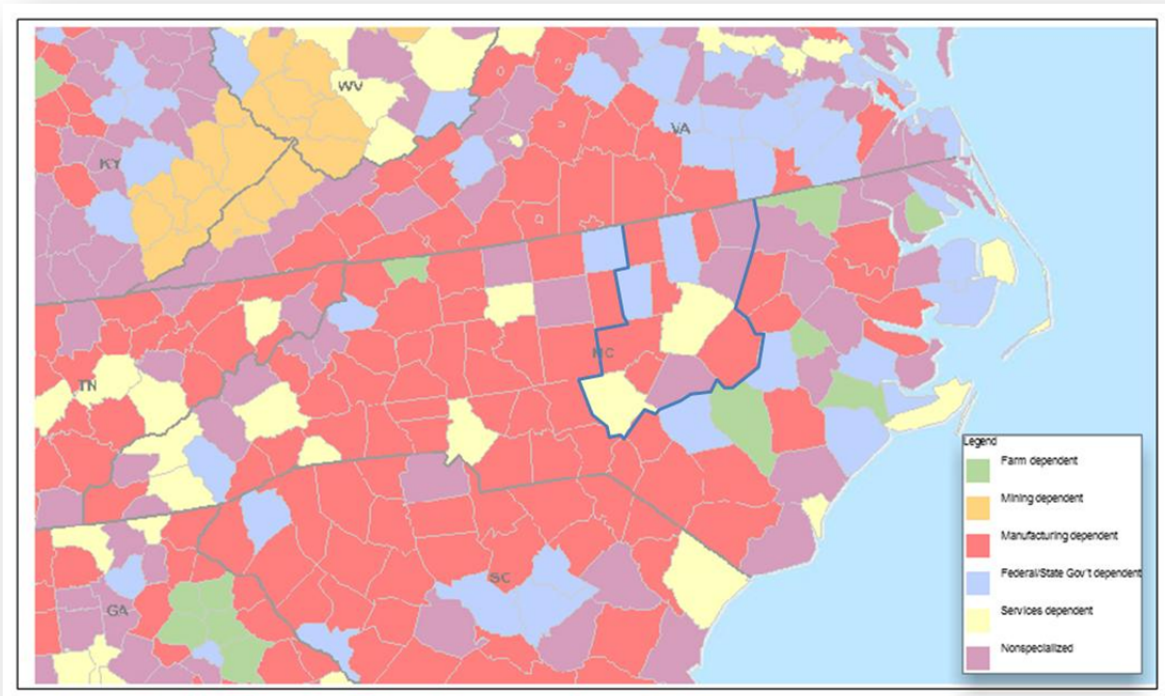 WV
VA
KY
NC
TN
SC
GA
Legend
Farm dependent
Mining dependent
Manufacturing dependent
Federal/State Gov't dependent
Services dependent
Nonspecialized